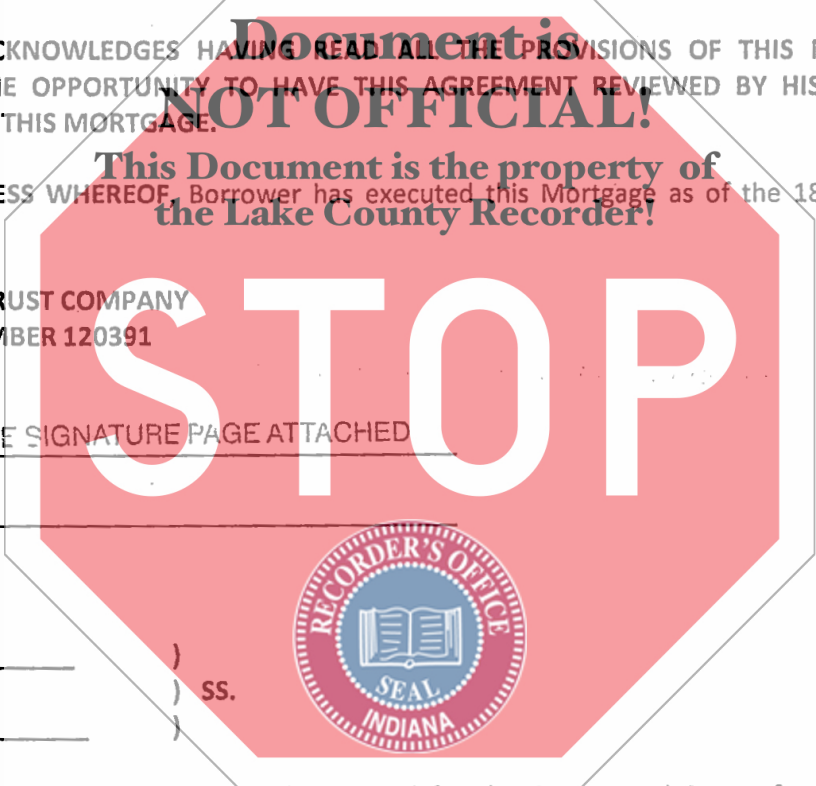 Document is
CKNOWLEDGES HAVING READ ALL THE PROVISIONS OF THIS
E OPPORTUNITY TO HAVE THIS AGREEMENT REVIEWED BY HIS
NOT OFFICIAL!
THIS MORTGAGE.
This Document is the property of
ESS WHEREOF, Borrower has executed this Mortgage as of the 18
the Lake County Recorder!
RUST COMPANY
MBER 120391
STOP
E SIGNATURE PAGE ATTACHED
RECORDER'S OFFICE
SEAL
INDIANA
)
) SS.
)